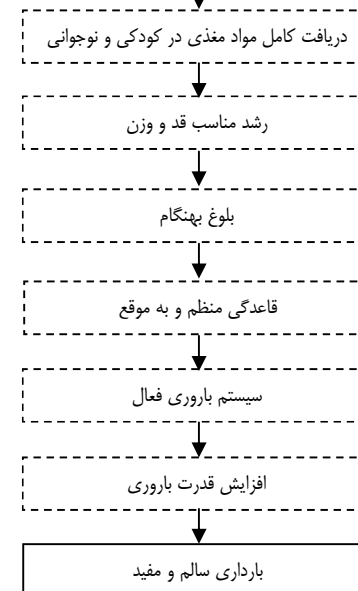 دریافت کامل مواد مغذی در کودکی و نوجوانی
رشد مناسب قد و وزن
بلوغ بهنگام
قاعدگی منظم و به موقع
سیستم باروری فعال
افزایش قدرت باروری
بارداری سالم و مفید